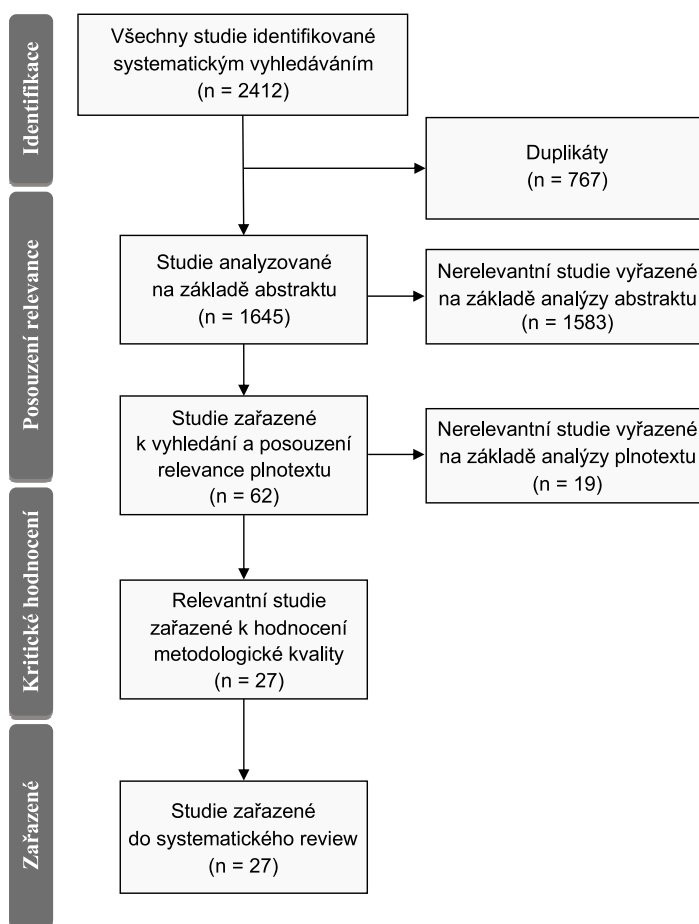 Identifikace
Všechny studie identifikované
systematickým vyhledáváním
(n = 2412)
Duplikáty
(n = 767)
Posouzení relevance
Studie analyzované
na základě abstraktu
(n = 1645)
Nerelevantní studie vyřazené
na základě analýzy abstraktu
(n = 1583)
Studie zařazené
k vyhledání a posouzení
relevance plnotextu
(n = 62)
Nerelevantní studie vyřazené
na základě analýzy plnotextu
(n = 19)
Kritické hodnocení
Relevantní studie
zařazené k hodnocení
metodologické kvality
(n = 27)
Zařazené
Studie zařazené
do systematického review
(n = 27)